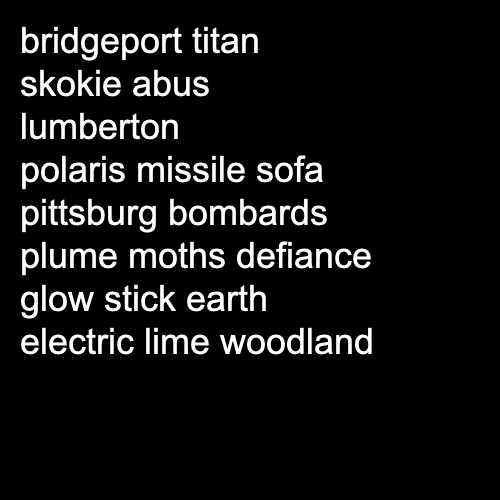 bridgeport titan
skokie abus
lumberton
polaris missile sofa
pittsburg bombards
plume moths defiance
glow stick earth
electric lime woodland